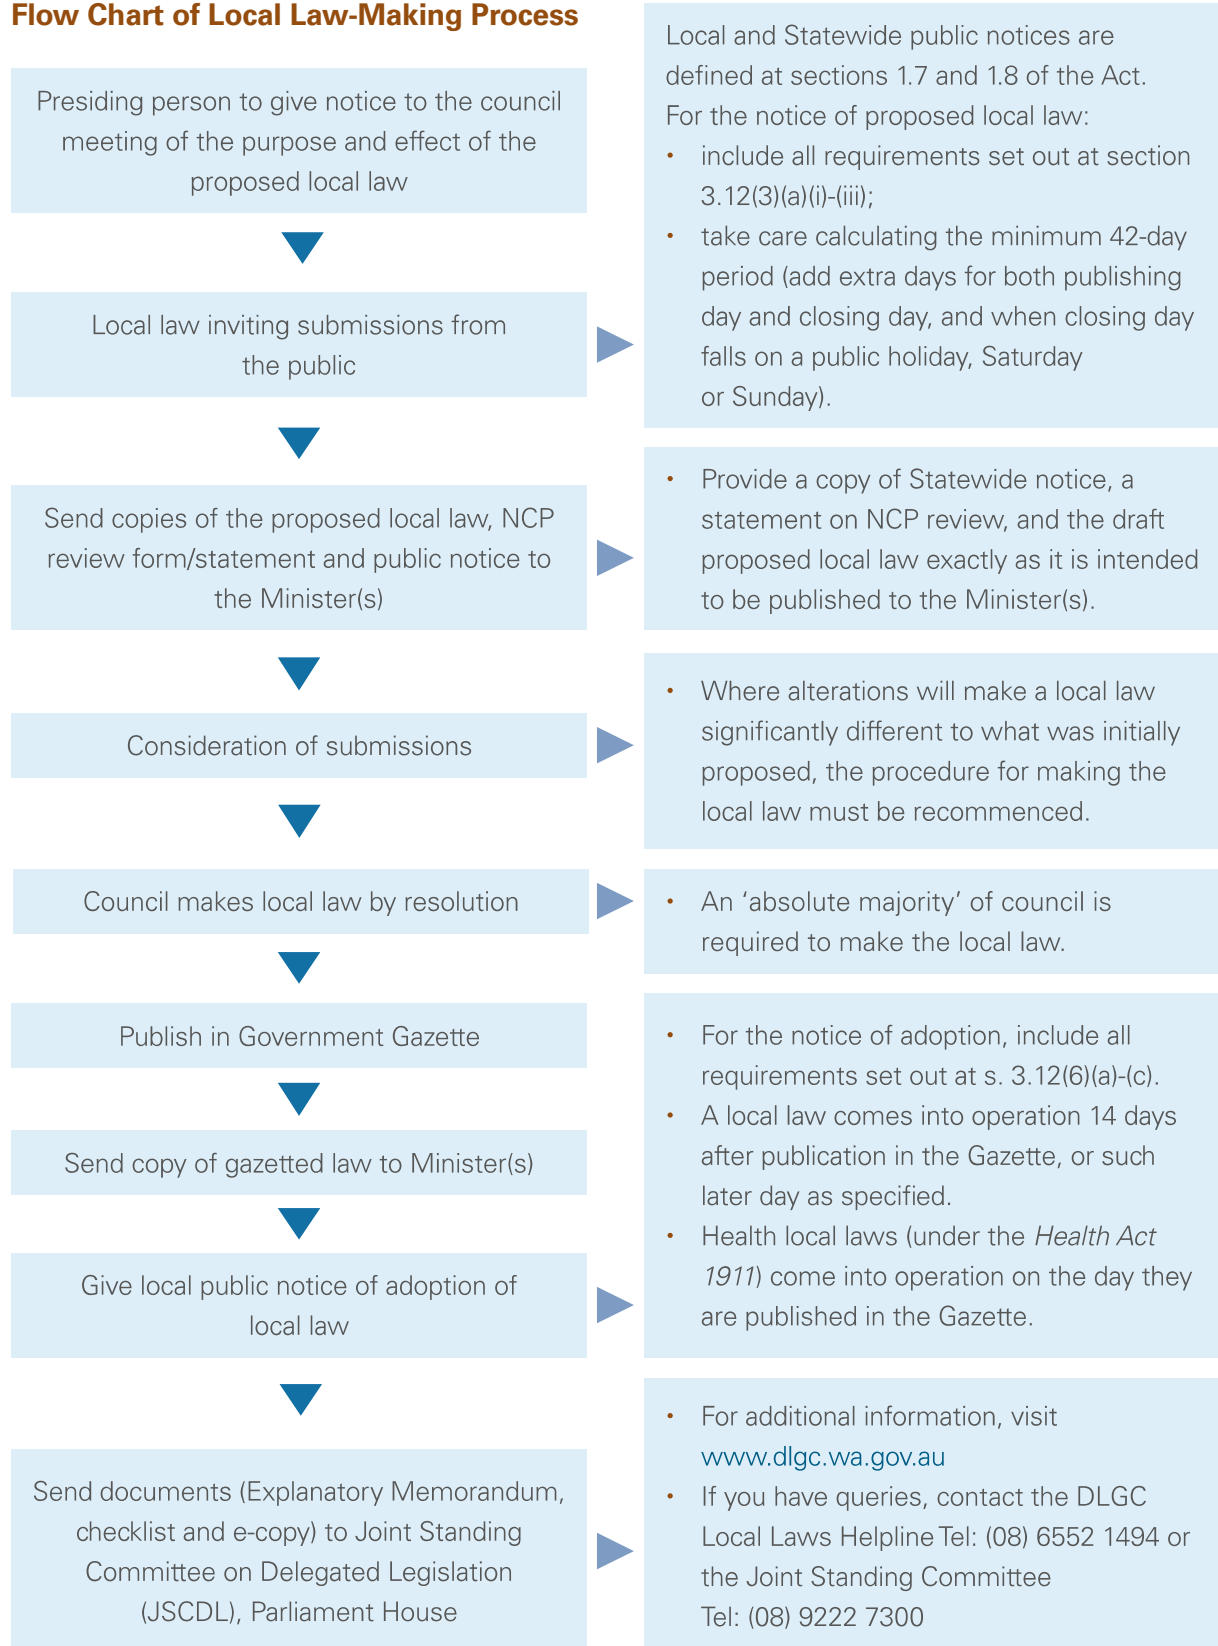 Flow Chart of Local Law-Making Process
Presiding person to give notice to the council
meeting of the purpose and effect of the
proposed local law
Local law inviting submissions from
the public
Local and Statewide public notices are
defined at sections 1.7 and 1.8 of the Act.
For the notice of proposed local law:
• include all requirements set out at section
3.12(3)(a)(i)-(iii);
• take care calculating the minimum 42-day
period (add extra days for both publishing
day and closing day, and when closing day
falls on a public holiday, Saturday
or Sunday).
Send copies of the proposed local law, NCP
review form/statement and public notice to
the Minister(s)
• Provide a copy of Statewide notice, a
statement on NCP review, and the draft
proposed local law exactly as it is intended
to be published to the Minister(s).
Consideration of submissions
• Where alterations will make a local law
significantly different to what was initially
proposed, the procedure for making the
local law must be recommenced.
Council makes local law by resolution
• An ‘absolute majority’ of council is
required to make the local law.
Publish in Government Gazette
Send copy of gazetted law to Minister(s)
Give local public notice of adoption of
local law
• For the notice of adoption, include all
requirements set out at s. 3.12(6)(a)-(c).
• A local law comes into operation 14 days
after publication in the Gazette, or such
later day as specified.
• Health local laws (under the Health Act
1911) come into operation on the day they
are published in the Gazette.
Send documents (Explanatory Memorandum,
checklist and e-copy) to Joint Standing
Committee on Delegated Legislation
(JSCDL), Parliament House
• For additional information, visit
www.dlgc.wa.gov.au
• If you have queries, contact the DLGC
Local Laws Helpline Tel: (08) 6552 1494 or
the Joint Standing Committee
Tel: (08) 9222 7300